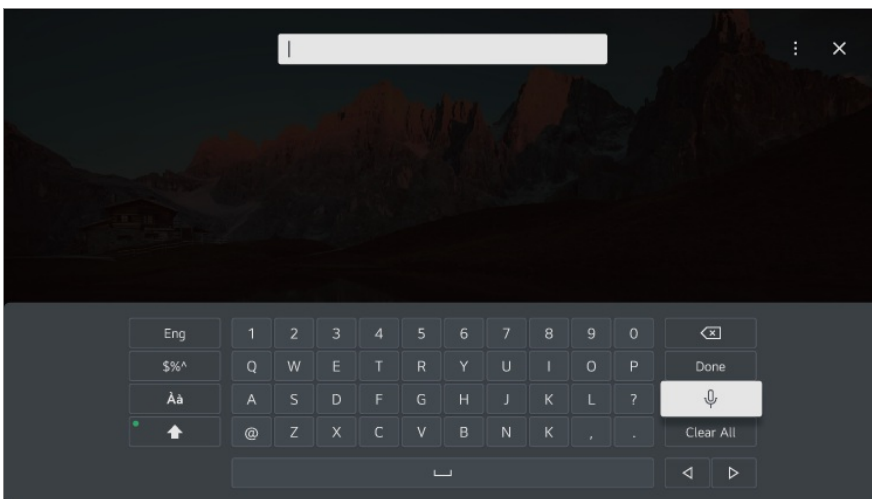 Eng 1 2 3 4 5 6 7 8 9 0
$%^ Q W E T R Y U I O P Done
Àà A S D F G H J K L ?
@ Z X C V B N K , . Clear All